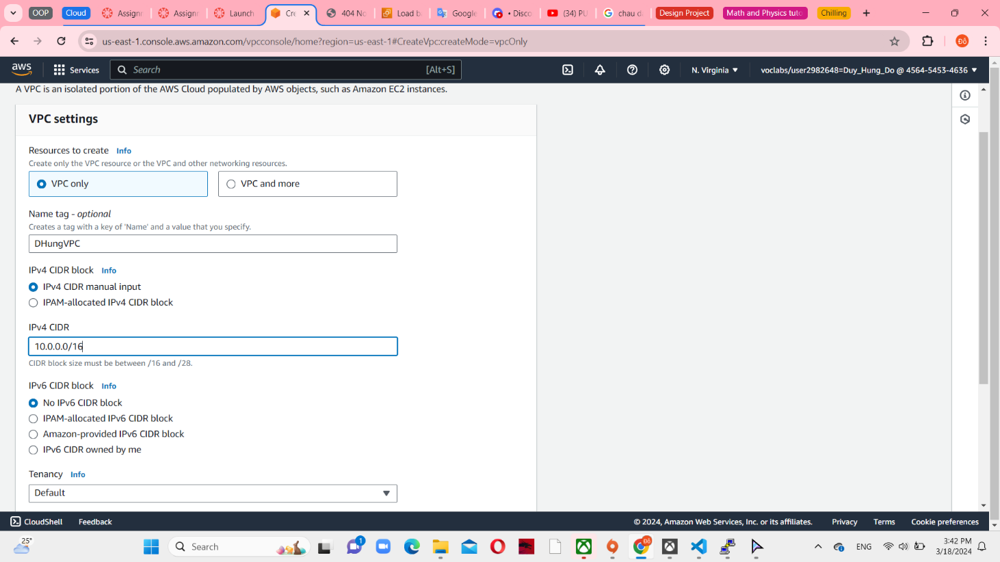 OOP
Cloud
Assignr
Assignr
Launch
Cre
404 No
Load ba
Google
• Disco
(34) PU
chau da
Design Project
Math and Physics tuto
Chilling
us-east-1.console.aws.amazon.com/vpcconsole/home?region=us-east-1#CreateVpc:createMode=vpcOnly
Đỗ
aws
Services
Search
[Alt+S]
N. Virginia
voclabs/user2982648=Duy_Hung_Do @ 4564-5453-4636
A VPC is an isolated portion of the AWS Cloud populated by AWS objects, such as Amazon EC2 instances.
VPC settings
Resources to create Info
Create only the VPC resource or the VPC and other networking resources.
VPC only
VPC and more
Name tag - optional
Creates a tag with a key of 'Name' and a value that you specify.
DHungVPC
IPv4 CIDR block Info
IPv4 CIDR manual input
IPAM-allocated IPv4 CIDR block
IPv4 CIDR
10.0.0.0/16
CIDR block size must be between /16 and /28.
IPv6 CIDR block Info
No IPv6 CIDR block
IPAM-allocated IPv6 CIDR block
Amazon-provided IPv6 CIDR block
IPv6 CIDR owned by me
Tenancy Info
Default
CloudShell
Feedback
© 2024, Amazon Web Services, Inc. or its affiliates.
Privacy
Terms
Cookie preferences
25°
Search
1
Đỗ
ENG
3:42 PM
3/18/2024